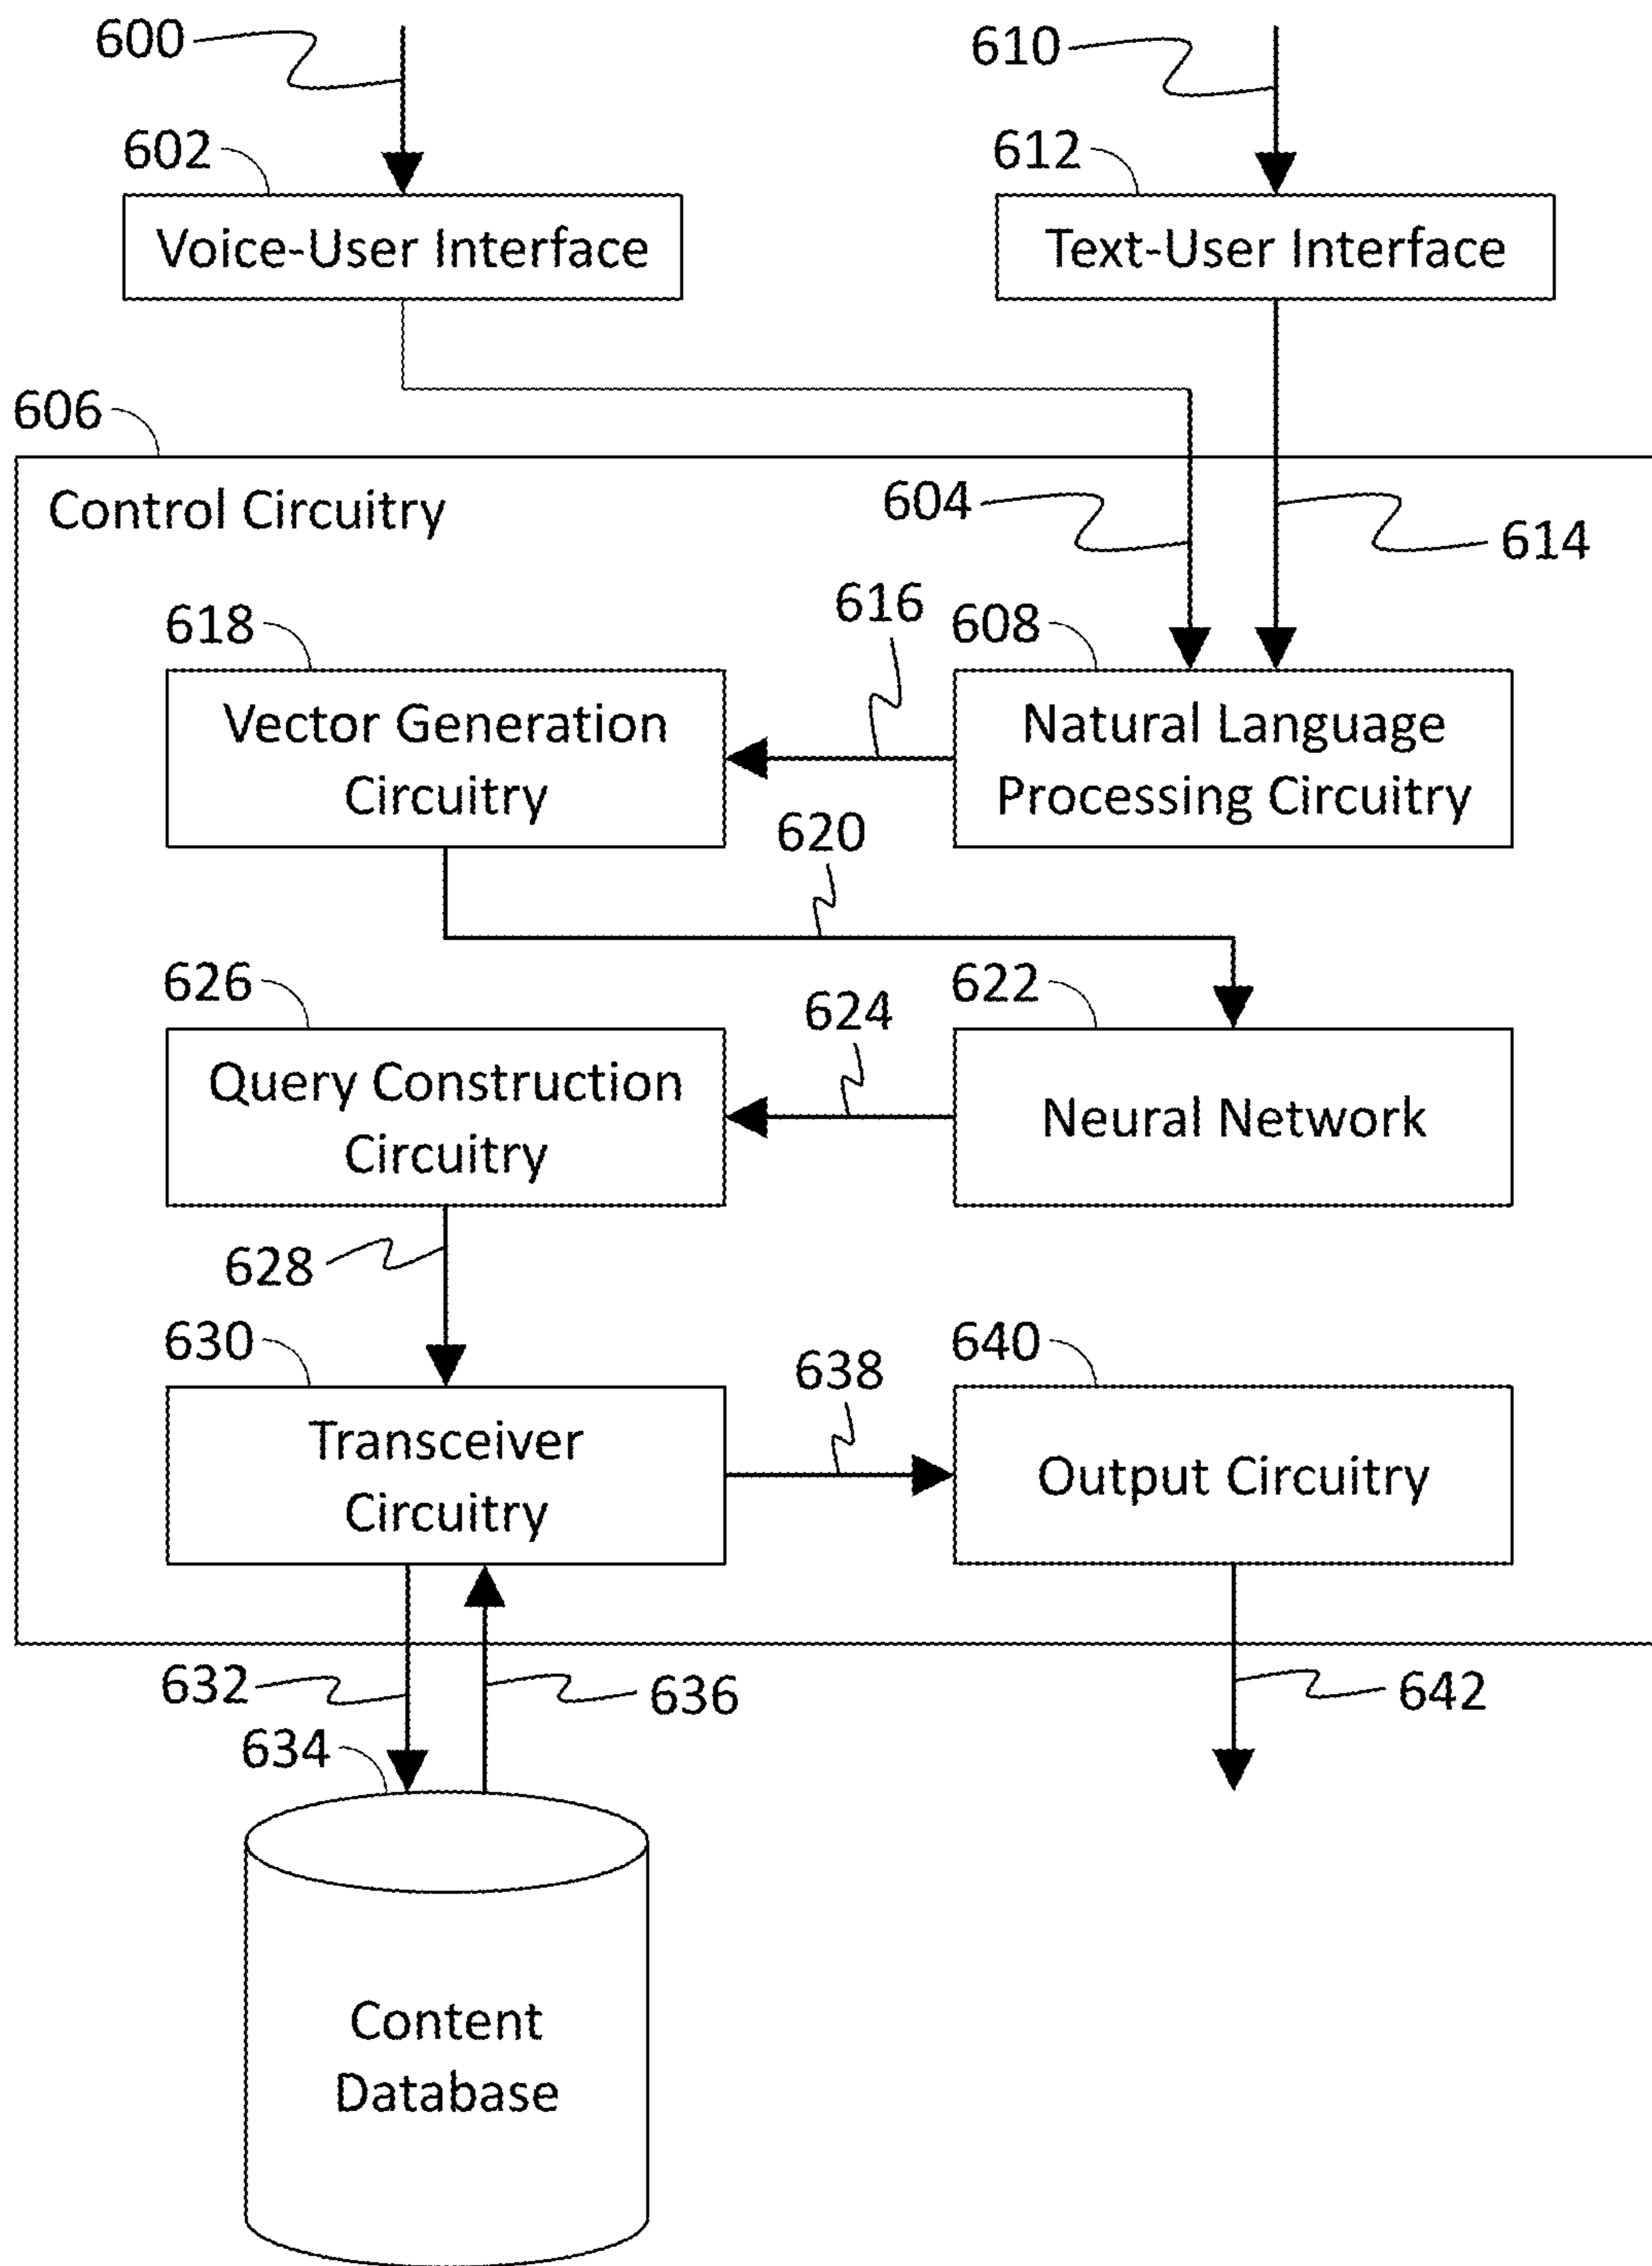 600
610
602
612
Voice-User Interface
Text-User Interface
606
Control Circuitry
604
614
616
618
608
Vector Generation
Circuitry
Natural Language
Processing Circuitry
620
626
622
624
Query Construction
Circuitry
Neural Network
628
630
640
638
Transceiver
Circuitry
Output Circuitry
632
636
642
634
Content
Database